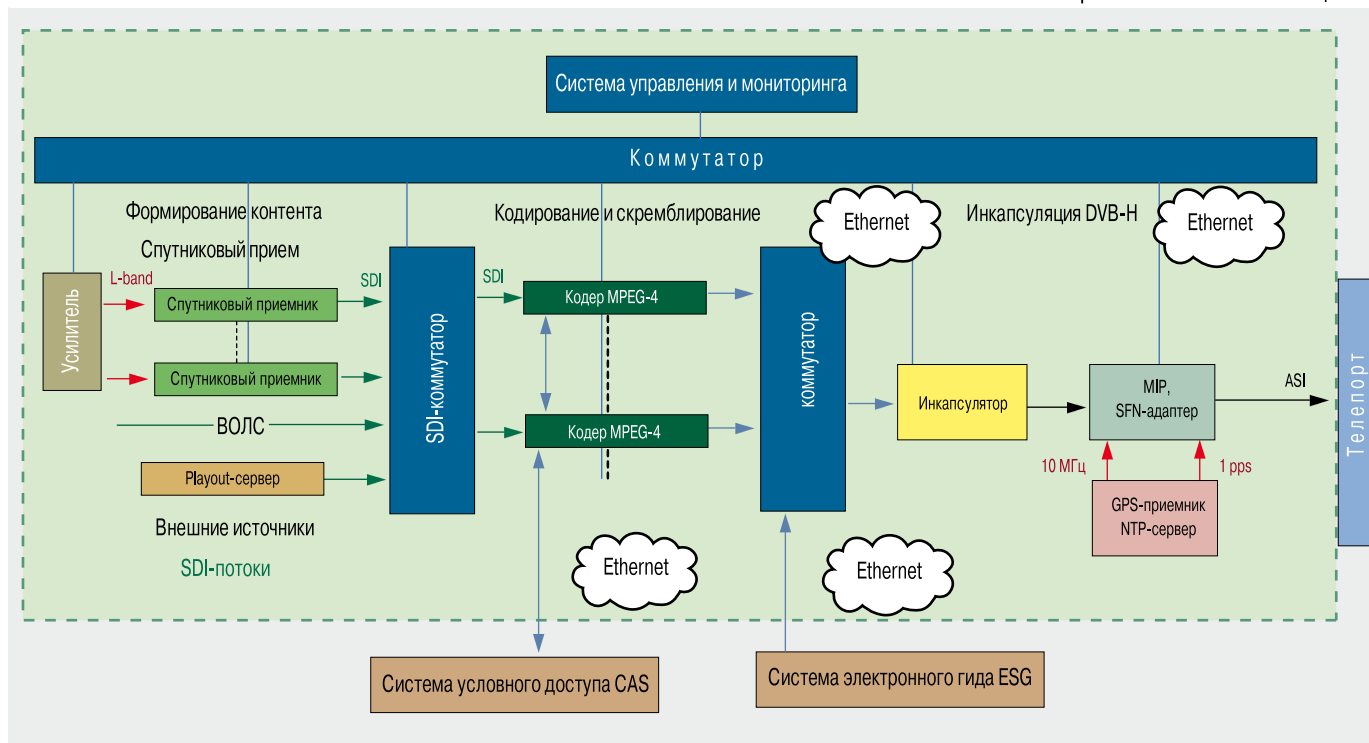 Система управления и мониторинга
Коммутатор
Формирование контента
Кодирование и скремблирование
Ethernet
Инкапсуляция DVB-H
Ethernet
Спутниковый прием
Усилитель
L-band
Спутниковый приемник
SDI
SDI-коммутатор
SDI
Кодер MPEG-4
коммутатор
Спутниковый приемник
Инкапсулятор
MIP,
SFN-адаптер
ASI
Телепорт
ВОЛС
Кодер MPEG-4
10 МГц
1 pps
Playout-сервер
GPS-приемник
NTP-сервер
Внешние источники
SDI-потоки
Ethernet
Ethernet
Система условного доступа CAS
Система электронного гида ESG